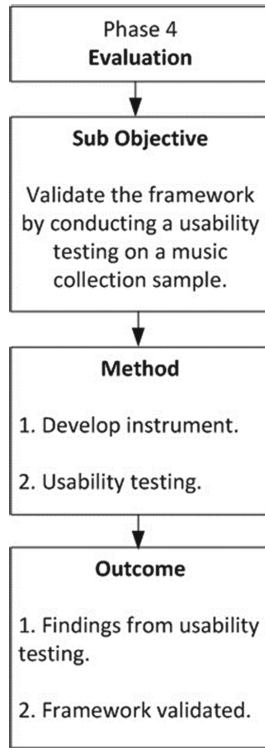 Phase 4
Evaluation
Sub Objective
Validate the framework
by conducting a usability
testing on a music
collection sample.
Method
1. Develop instrument.
2. Usability testing.
Outcome
1. Findings from usability
testing.
2. Framework validated.